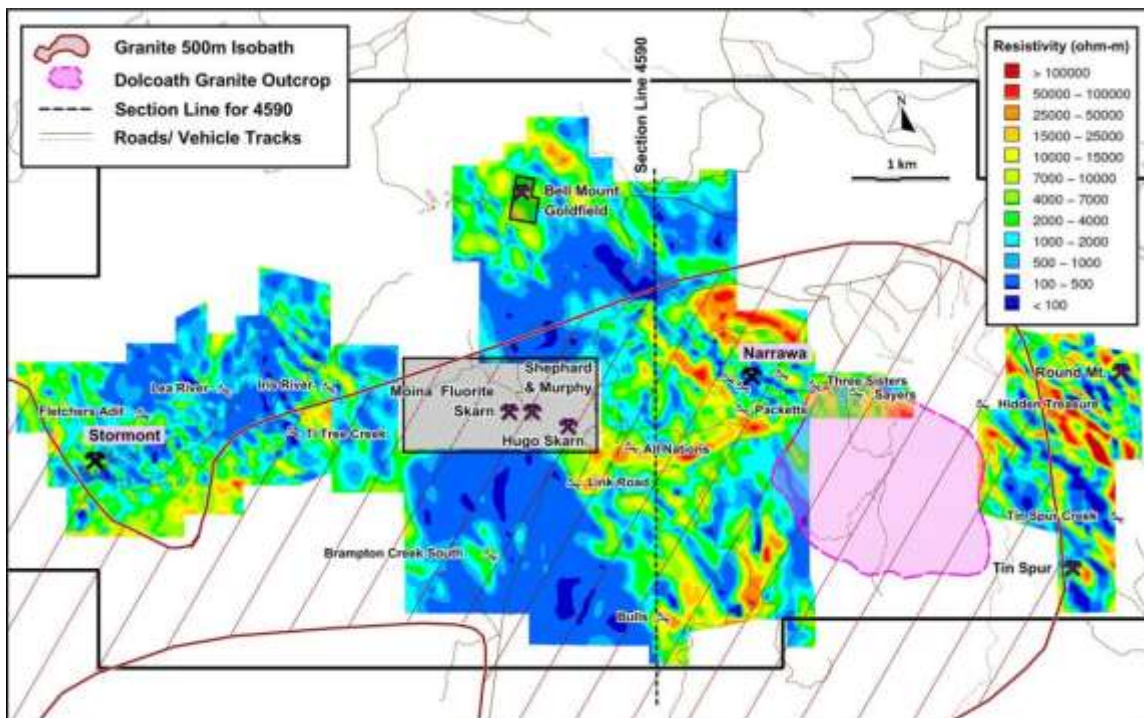 Granite 500m Isobath
Dolcoath Granite Outcrop
Section Line for 4590
Roads/ Vehicle Tracks
Section Line 4590
N
1 km
Resistivity (ohm-m)
> 100000
50000 - 100000
25000 - 50000
15000 - 25000
10000 - 15000
7000 - 10000
4000 - 7000
2000 - 4000
1000 - 2000
500 - 1000
100 - 500
< 100
Bell Mount
Goldfield
Narrawa
Shephard
& Murphy
Moina Fluorite
Skarn
Hugo Skarn
Three Sisters
Sayers
Packetts
Round Mt.
Hidden Treasure
Lea River
Iris River
Fletchers Adit
Stormont
Ti Tree Creek
All Nations
Link Road
Brampton Creek South
Tin Spur Creek
Tin Spur
Bulls